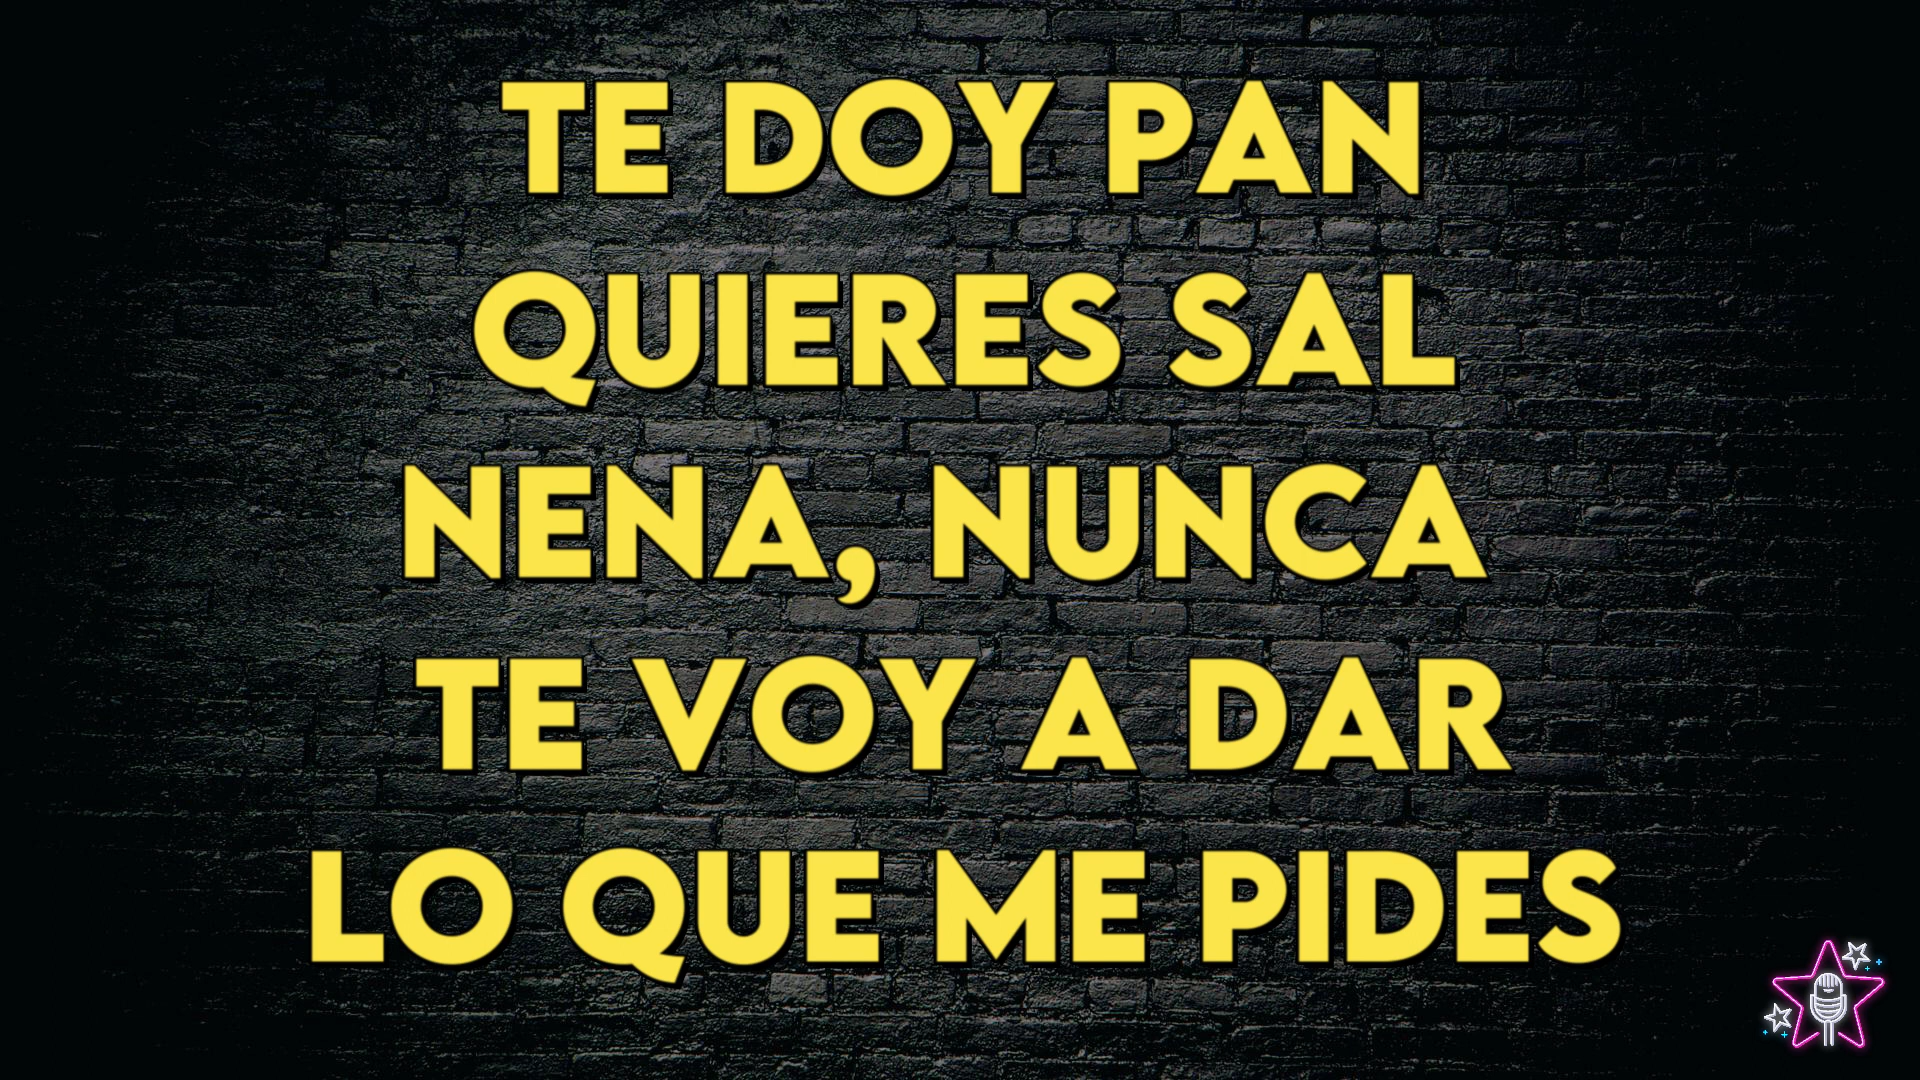 TE DOY PAN
QUIERES SAL
NENA, NUNCA
TE VOY A DAR
LO QUE ME PIDES